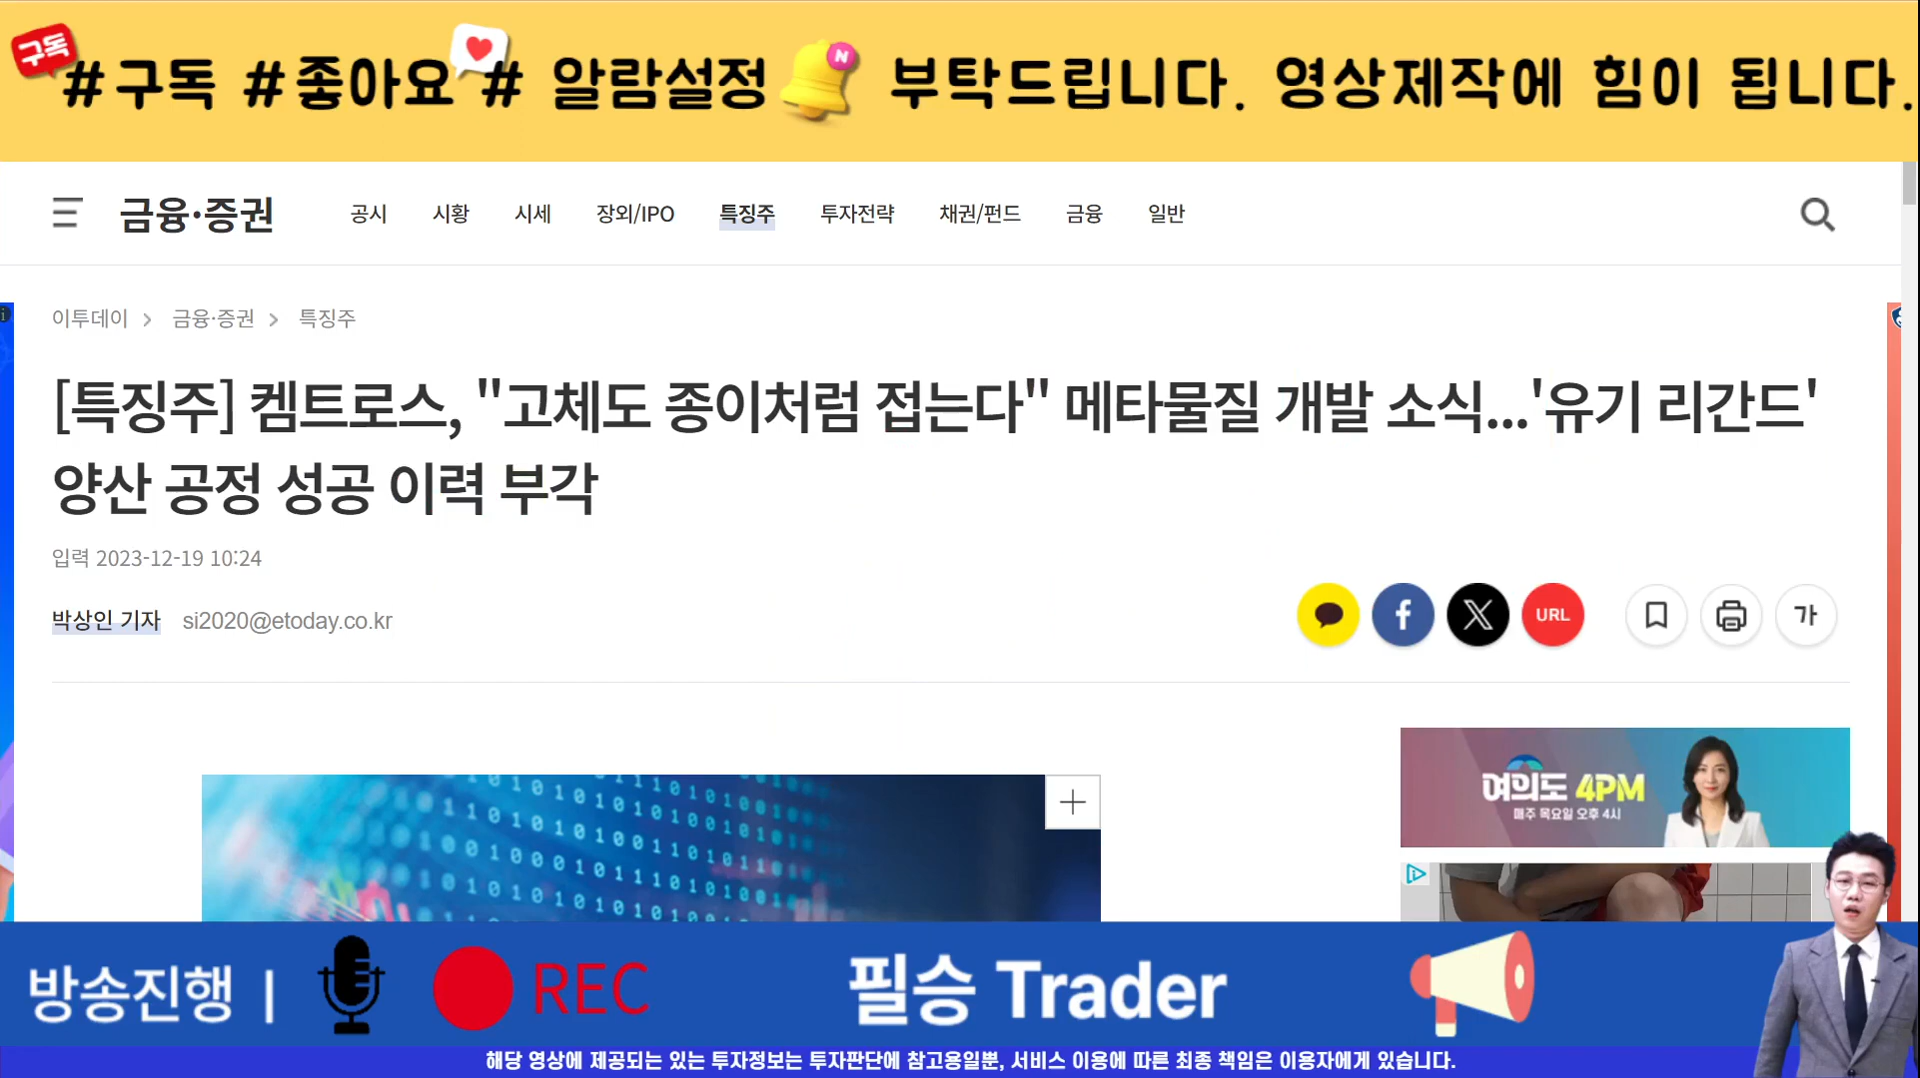 구독
#구독 #좋아요 # 알람설정 N 부탁드립니다. 영상제작에 힘이 됩니다.
금융·증권 공시 시황 시세 장외/IPO 특징주 투자전략 채권/펀드 금융 일반
이투데이 > 금융·증권 > 특징주
[특징주] 켐트로스, "고체도 종이처럼 접는다" 메타물질 개발 소식...'유기 리간드'
양산 공정 성공 이력 부각
입력 2023-12-19 10:24
박상인 기자 si2020@etoday.co.kr
URL 가
여의도 4PM
매주 목요일 오후 4시
방송진행 | REC 필승 Trader
해당 영상에 제공되는 있는 투자정보는 투자판단에 참고용일뿐, 서비스 이용에 따른 최종 책임은 이용자에게 있습니다.